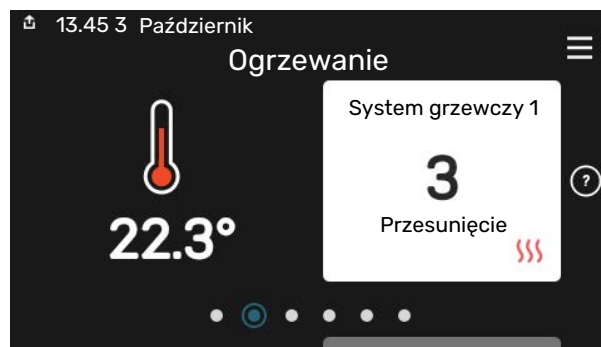 13.45 3 Październik
Ogrzewanie
System grzewczy 1
3
Przesunięcie
22.3°
?